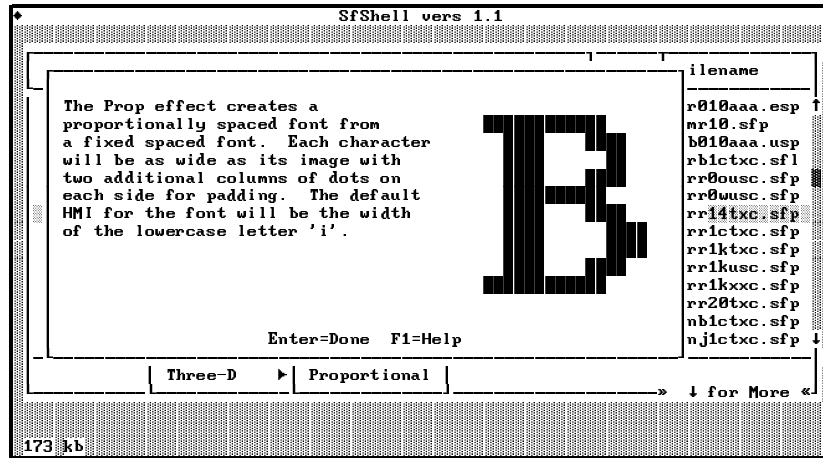 SfShell vers 1.1
ilename
The Prop effect creates a
proportionally spaced font from
a fixed spaced font.  Each character
will be as wide as its image with
two additional columns of dots on
each side for padding.  The default
HMI for the font will be the width
of the lowercase letter 'i'.
B
Enter=Done  F1=Help
r010aaa.esp ↑
mr10.sfp
b010aaa.usp
rb1ctxc.sfl
rr0ousc.sfp
rr0wusc.sfp
rr14txc.sfp
rr1ctxc.sfp
rr1ktxc.sfp
rr1kusc.sfp
rr1kxxc.sfp
rr20txc.sfp
nb1ctxc.sfp
nj1ctxc.sfp ↓
Three-D ► Proportional
» ↓ for More «
173 kb